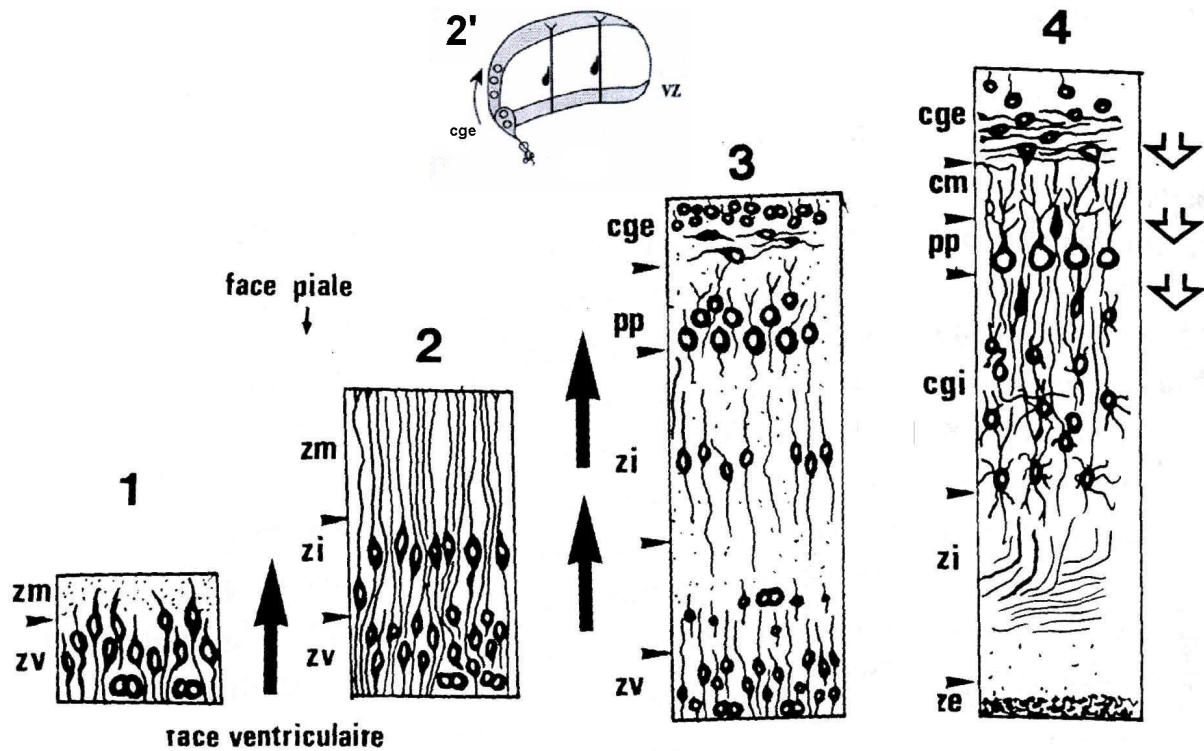 2'
cge
vz
1
zm
zv
face piale
race ventriculaire
2
zm
zi
zv
3
cge
pp
zi
zv
4
cge
cm
pp
cgi
zi
ze